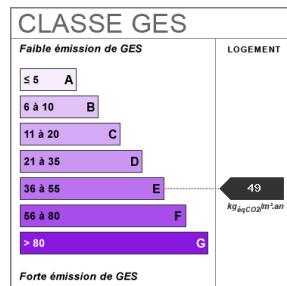 CLASSE GES
Faible émission de GES
LOGEMENT
≤ 5 A
6 à 10 B
11 à 20 C
21 à 35 D
36 à 55 E
49
kgéqCO2/m².an
56 à 80 F
> 80 G
Forte émission de GES